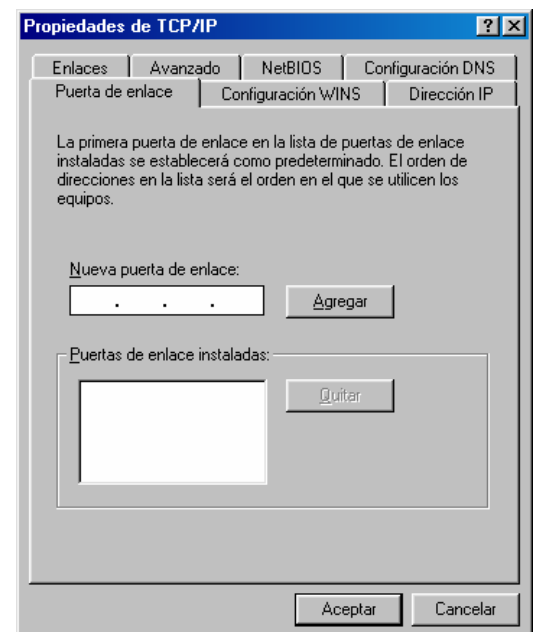 Propiedades de TCP/IP
Enlaces Avanzado NetBIOS Configuración DNS
Puerta de enlace Configuración WINS Dirección IP
La primera puerta de enlace en la lista de puertas de enlace
instaladas se establecerá como predeterminado. El orden de
direcciones en la lista será el orden en el que se utilicen los
equipos.
Nueva puerta de enlace:
. . .
Agregar
Puertas de enlace instaladas:
Quitar
Aceptar Cancelar